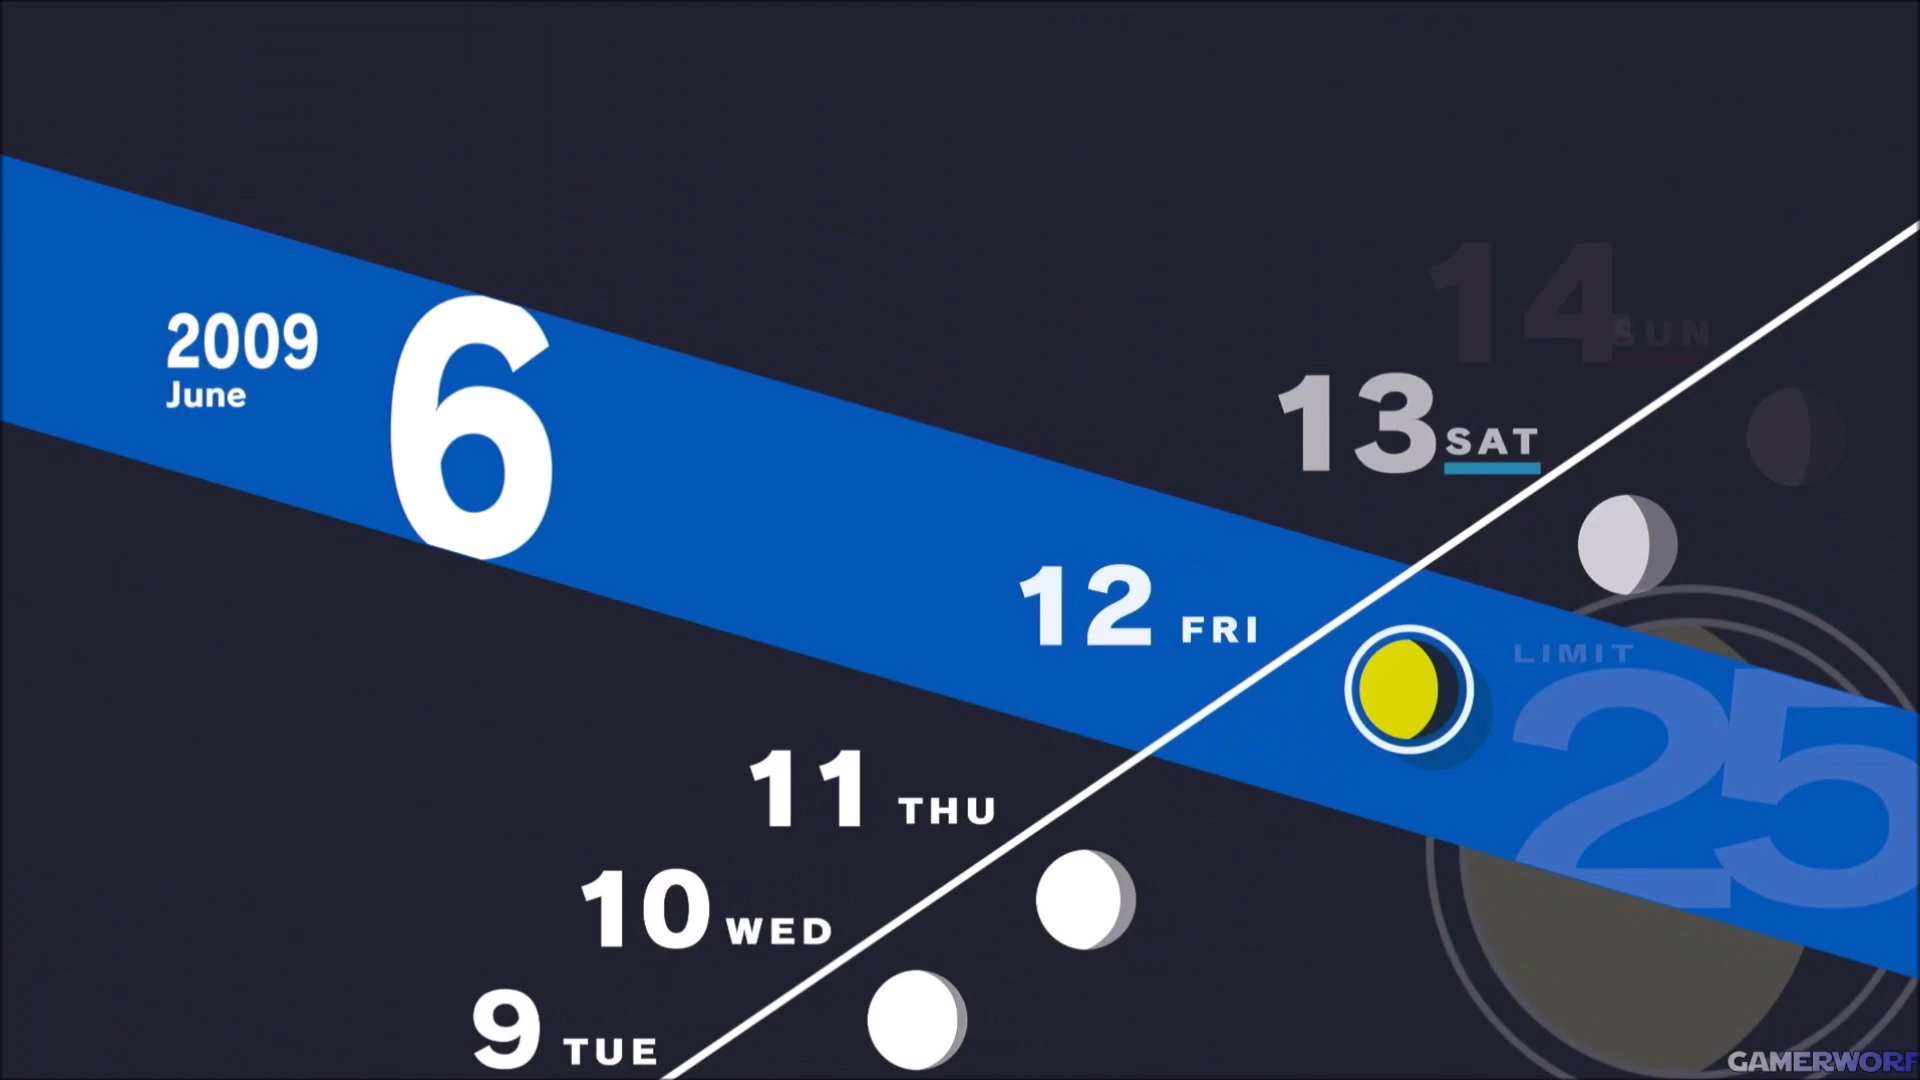 2009
June
6
14 SUN
13 SAT
12 FRI
LIMIT
25
11 THU
10 WED
9 TUE
GAMERWORF